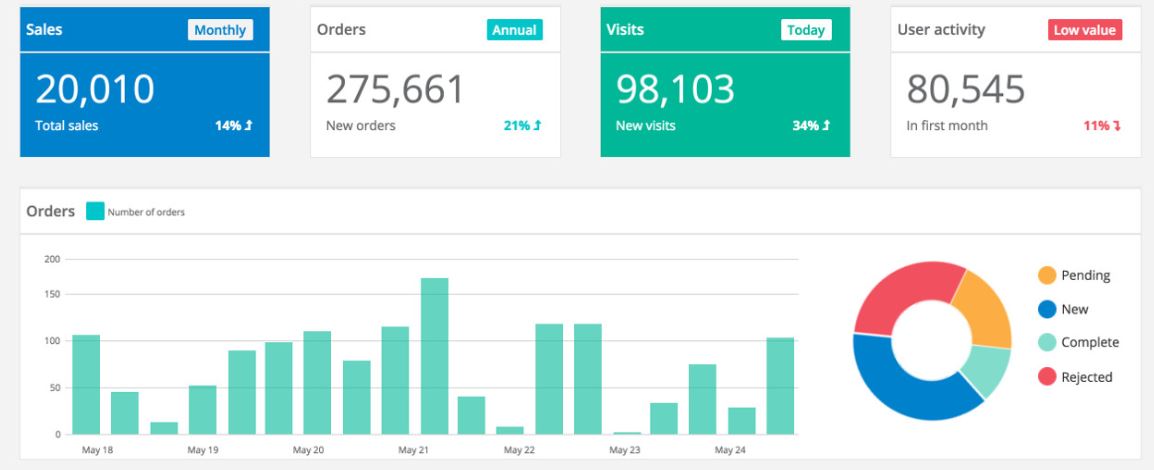 Sales Monthly
20,010
Total sales 14%
Orders Annual
275,661
New orders 21%
Visits Today
98,103
New visits 34%
User activity Low value
80,545
In first month 11%
Orders Number of orders
200
150
100
50
0
May 18 May 19 May 20 May 21 May 22 May 23 May 24
Pending
New
Complete
Rejected